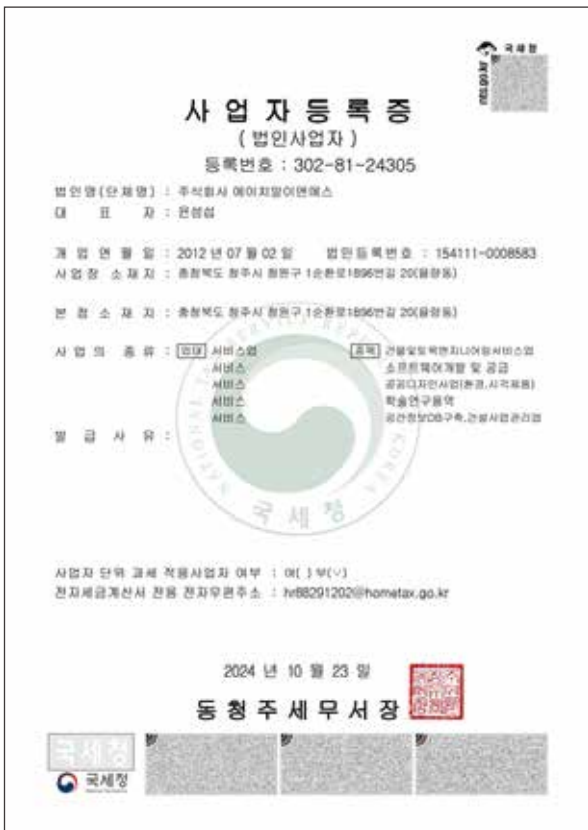 국세청
nts.go.kr
사업자등록증
( 법인사업자 )
등록번호 : 302-81-24305
법인명(단체명) : 주식회사 에이치알이앤에스
대 표 자 :
개 업 연 월 일 : 2012 년 07 월 02 일 법인등록번호 : 154111-0008583
사업장 소재지 : 충청북도 청주시 청원구 1순환로1896번길 20(율량동)
본 점 소 재 지 : 충청북도 청주시 청원구 1순환로1896번길 20(율량동)
사 업 의 종 류 : 업태 서비스업 종목 건물및토목엔지니어링서비스업
서비스 소프트웨어개발 및 공급
서비스 공공디자인사업(환경,시각제품)
서비스 학술연구용역
서비스 공간정보DB구축,건설사업관리업
발 급 사 유 :
NATIONAL TAX SERVICE REPUBLIC OF KOREA
국세청
사업자 단위 과세 적용사업자 여부 : 여( ) 부(∨)
전자세금계산서 전용 전자우편주소 : hr88291202@hometax.go.kr
2024 년 10 월 23 일
동청주세무서장
국세청
국세청